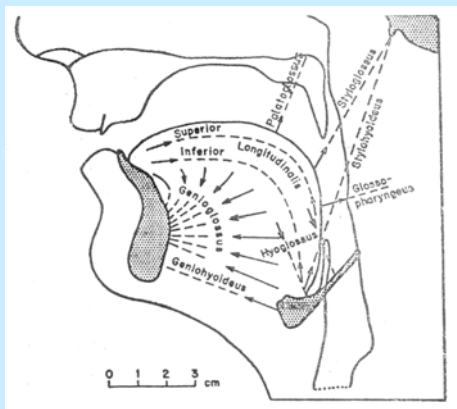 Palatoglossus
Styloglossus
Stylohyoideus
Superior
Inferior
Longitudinalis
Genioglossus
Glosso-
pharyngeus
Hyoglossus
Geniohyoideus
0 1 2 3
cm